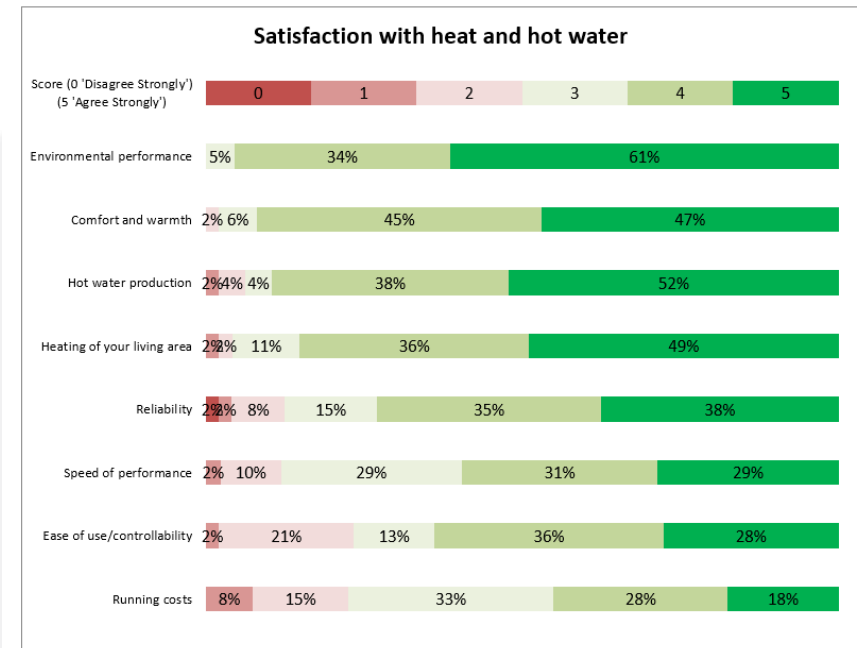 Satisfaction with heat and hot water
Score (0 'Disagree Strongly')
(5 'Agree Strongly')
0 1 2 3 4 5
Environmental performance 5% 34% 61%
Comfort and warmth 2% 6% 45% 47%
Hot water production 2% 4% 4% 38% 52%
Heating of your living area 2% 2% 11% 36% 49%
Reliability 2% 2% 8% 15% 35% 38%
Speed of performance 2% 10% 29% 31% 29%
Ease of use/controllability 2% 21% 13% 36% 28%
Running costs 8% 15% 33% 28% 18%